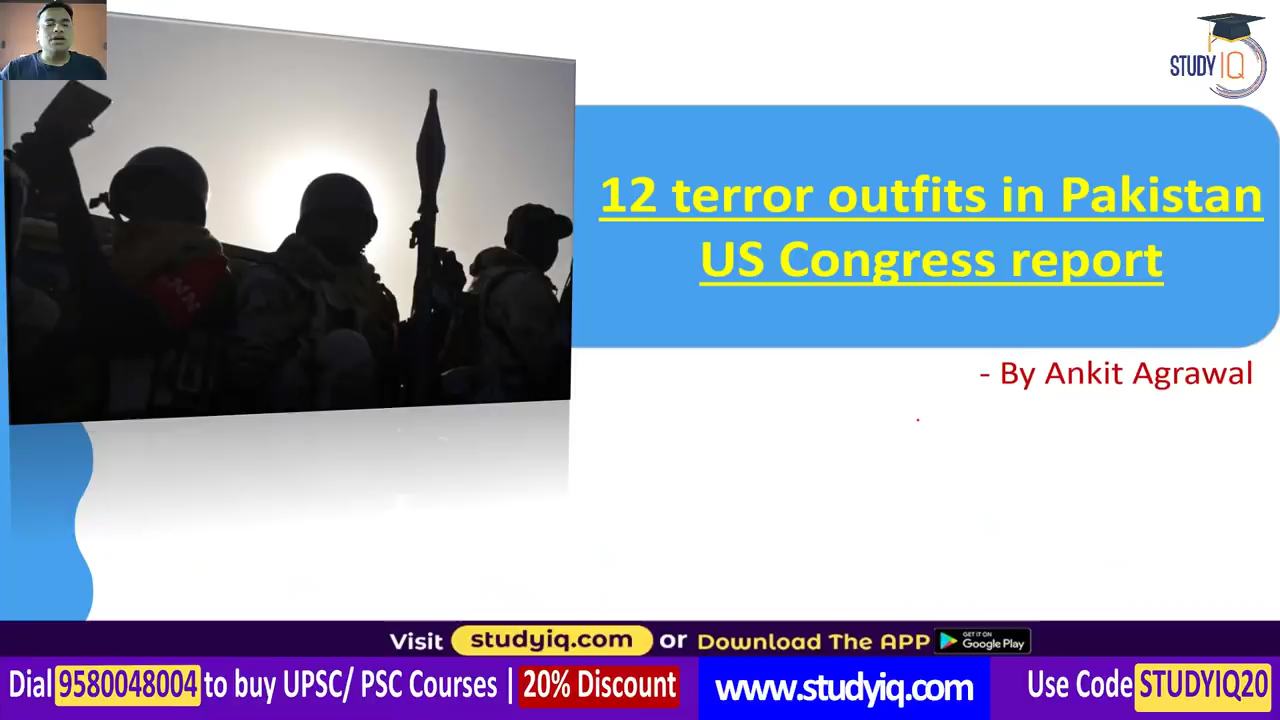 STUDY IQ
12 terror outfits in Pakistan
US Congress report
- By Ankit Agrawal
Visit studyiq.com or Download The APP GET IT ON Google Play
Dial 9580048004 to buy UPSC/ PSC Courses | 20% Discount www.studyiq.com Use Code STUDYIQ20